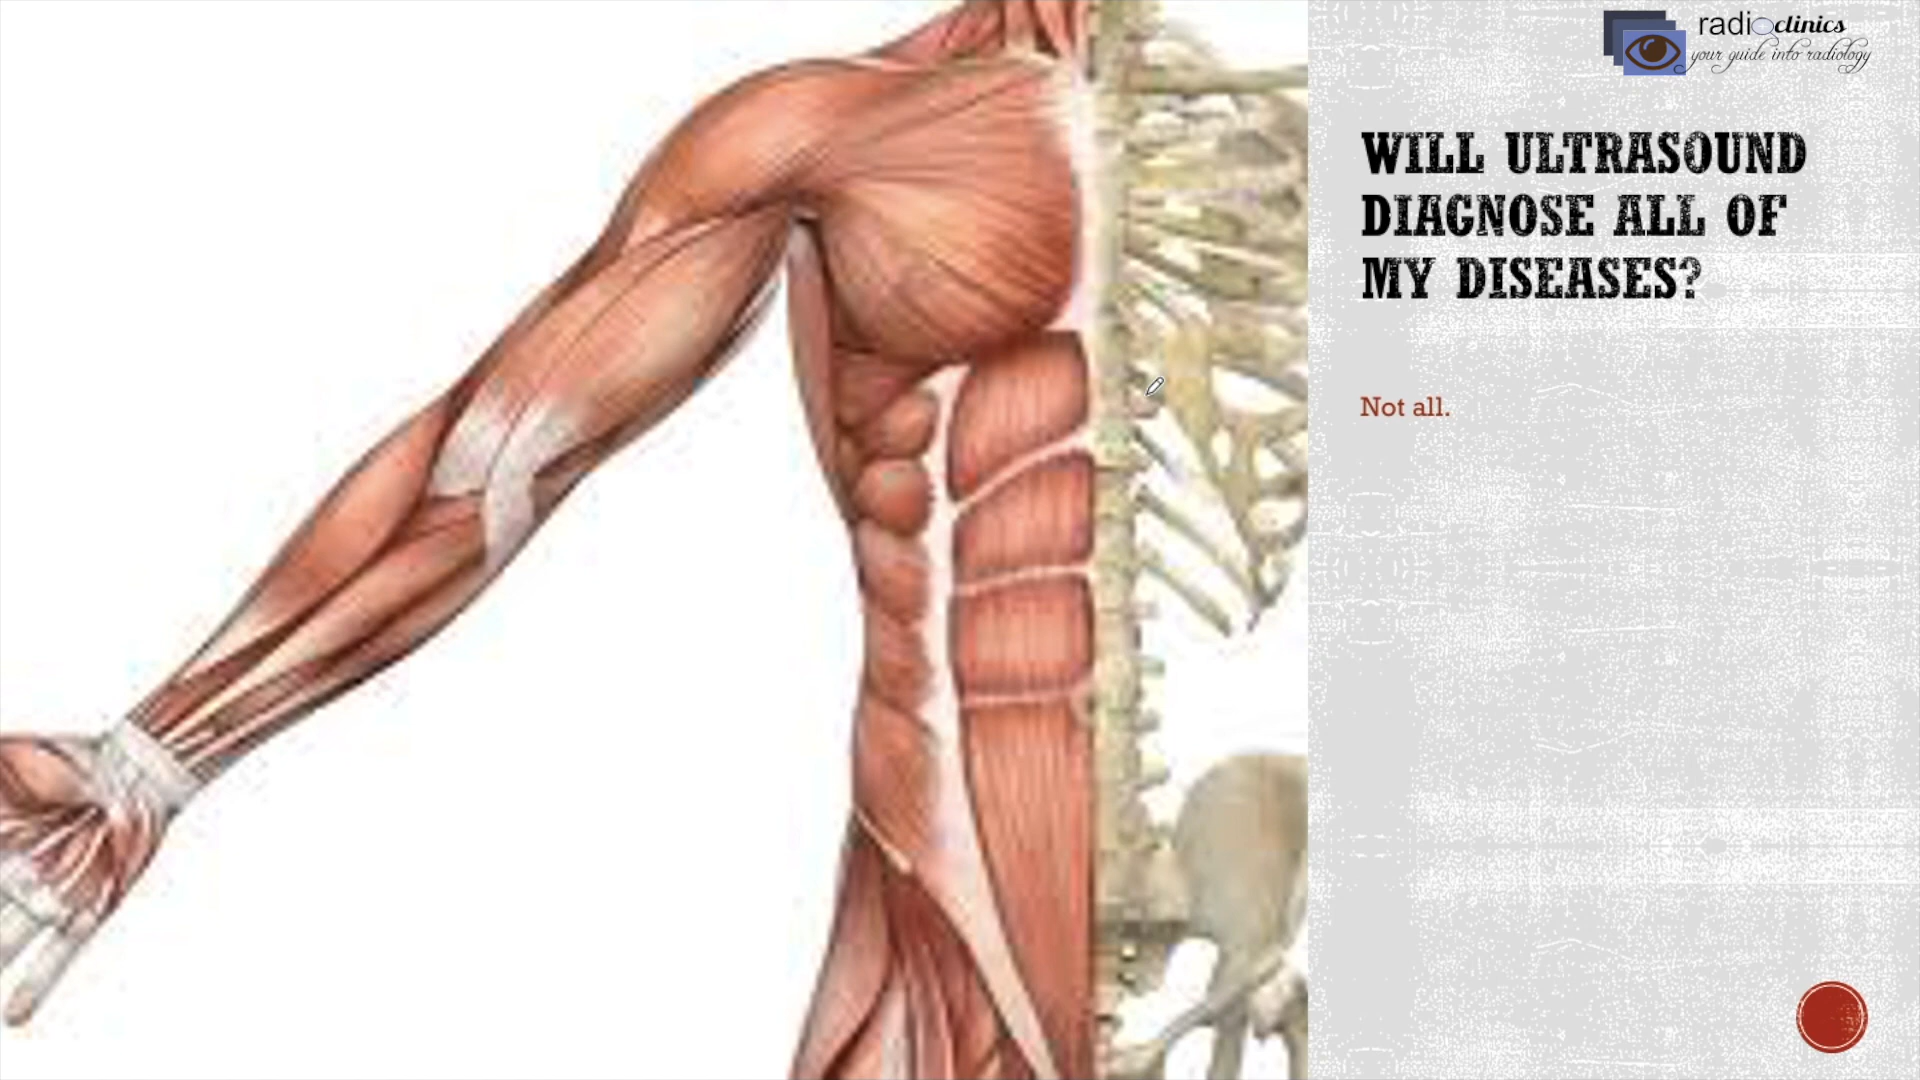 radioclinics
your guide into radiology
WILL ULTRASOUND
DIAGNOSE ALL OF
MY DISEASES?
Not all.